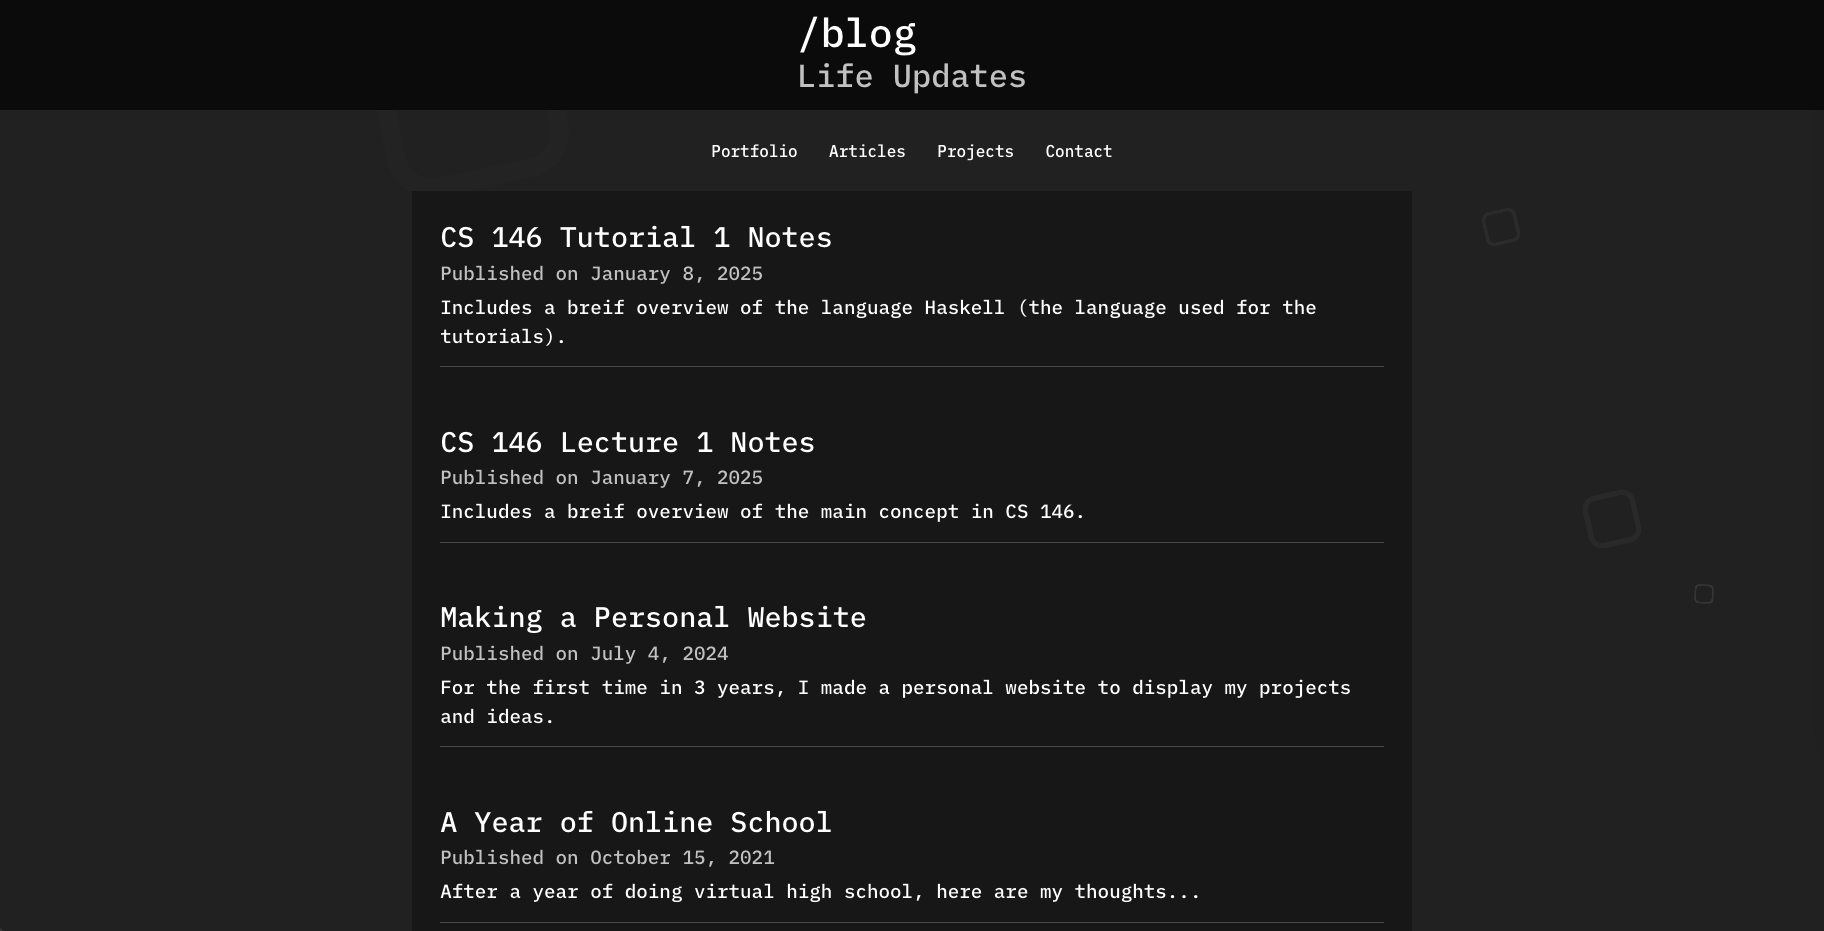 /blog
Life Updates
Portfolio Articles Projects Contact
CS 146 Tutorial 1 Notes
Published on January 8, 2025
Includes a breif overview of the language Haskell (the language used for the
tutorials).
CS 146 Lecture 1 Notes
Published on January 7, 2025
Includes a breif overview of the main concept in CS 146.
Making a Personal Website
Published on July 4, 2024
For the first time in 3 years, I made a personal website to display my projects
and ideas.
A Year of Online School
Published on October 15, 2021
After a year of doing virtual high school, here are my thoughts...